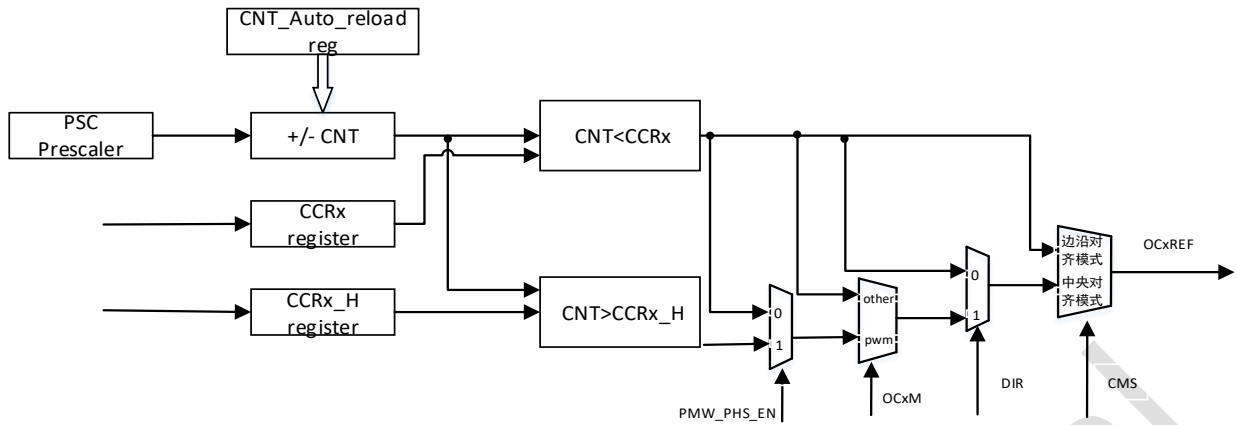 CNT_Auto_reload
reg
PSC
Prescaler
+/- CNT
CNT<CCRx
CCRx
register
CCRx_H
register
CNT>CCRx_H
0
1
other
pwm
0
1
边沿对
齐模式
中央对
齐模式
OCxREF
PMW_PHS_EN
OCxM
DIR
CMS